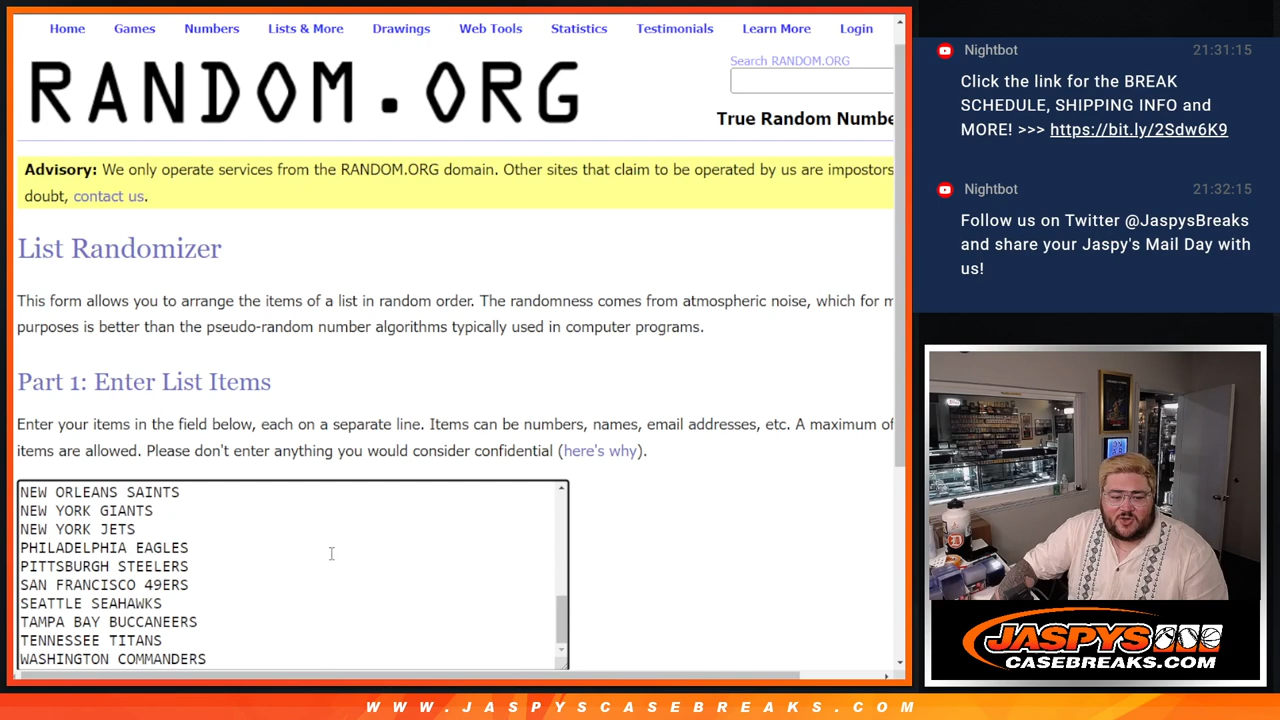 Home Games Numbers Lists & More Drawings Web Tools Statistics Testimonials Learn More Login
RANDOM.ORG
Search RANDOM.ORG
True Random Numbe
Advisory: We only operate services from the RANDOM.ORG domain. Other sites that claim to be operated by us are impostors
doubt, contact us.
List Randomizer
This form allows you to arrange the items of a list in random order. The randomness comes from atmospheric noise, which for m
purposes is better than the pseudo-random number algorithms typically used in computer programs.
Part 1: Enter List Items
Enter your items in the field below, each on a separate line. Items can be numbers, names, email addresses, etc. A maximum of
items are allowed. Please don't enter anything you would consider confidential (here's why).
NEW ORLEANS SAINTS
NEW YORK GIANTS
NEW YORK JETS
PHILADELPHIA EAGLES
PITTSBURGH STEELERS
SAN FRANCISCO 49ERS
SEATTLE SEAHAWKS
TAMPA BAY BUCCANEERS
TENNESSEE TITANS
WASHINGTON COMMANDERS
Nightbot 21:31:15
Click the link for the BREAK
SCHEDULE, SHIPPING INFO and
MORE! >>> https://bit.ly/2Sdw6K9
Nightbot 21:32:15
Follow us on Twitter @JaspysBreaks
and share your Jaspy's Mail Day with
us!
JASPYS
CASEBREAKS.COM
WWW.JASPYSCASEBREAKS.COM